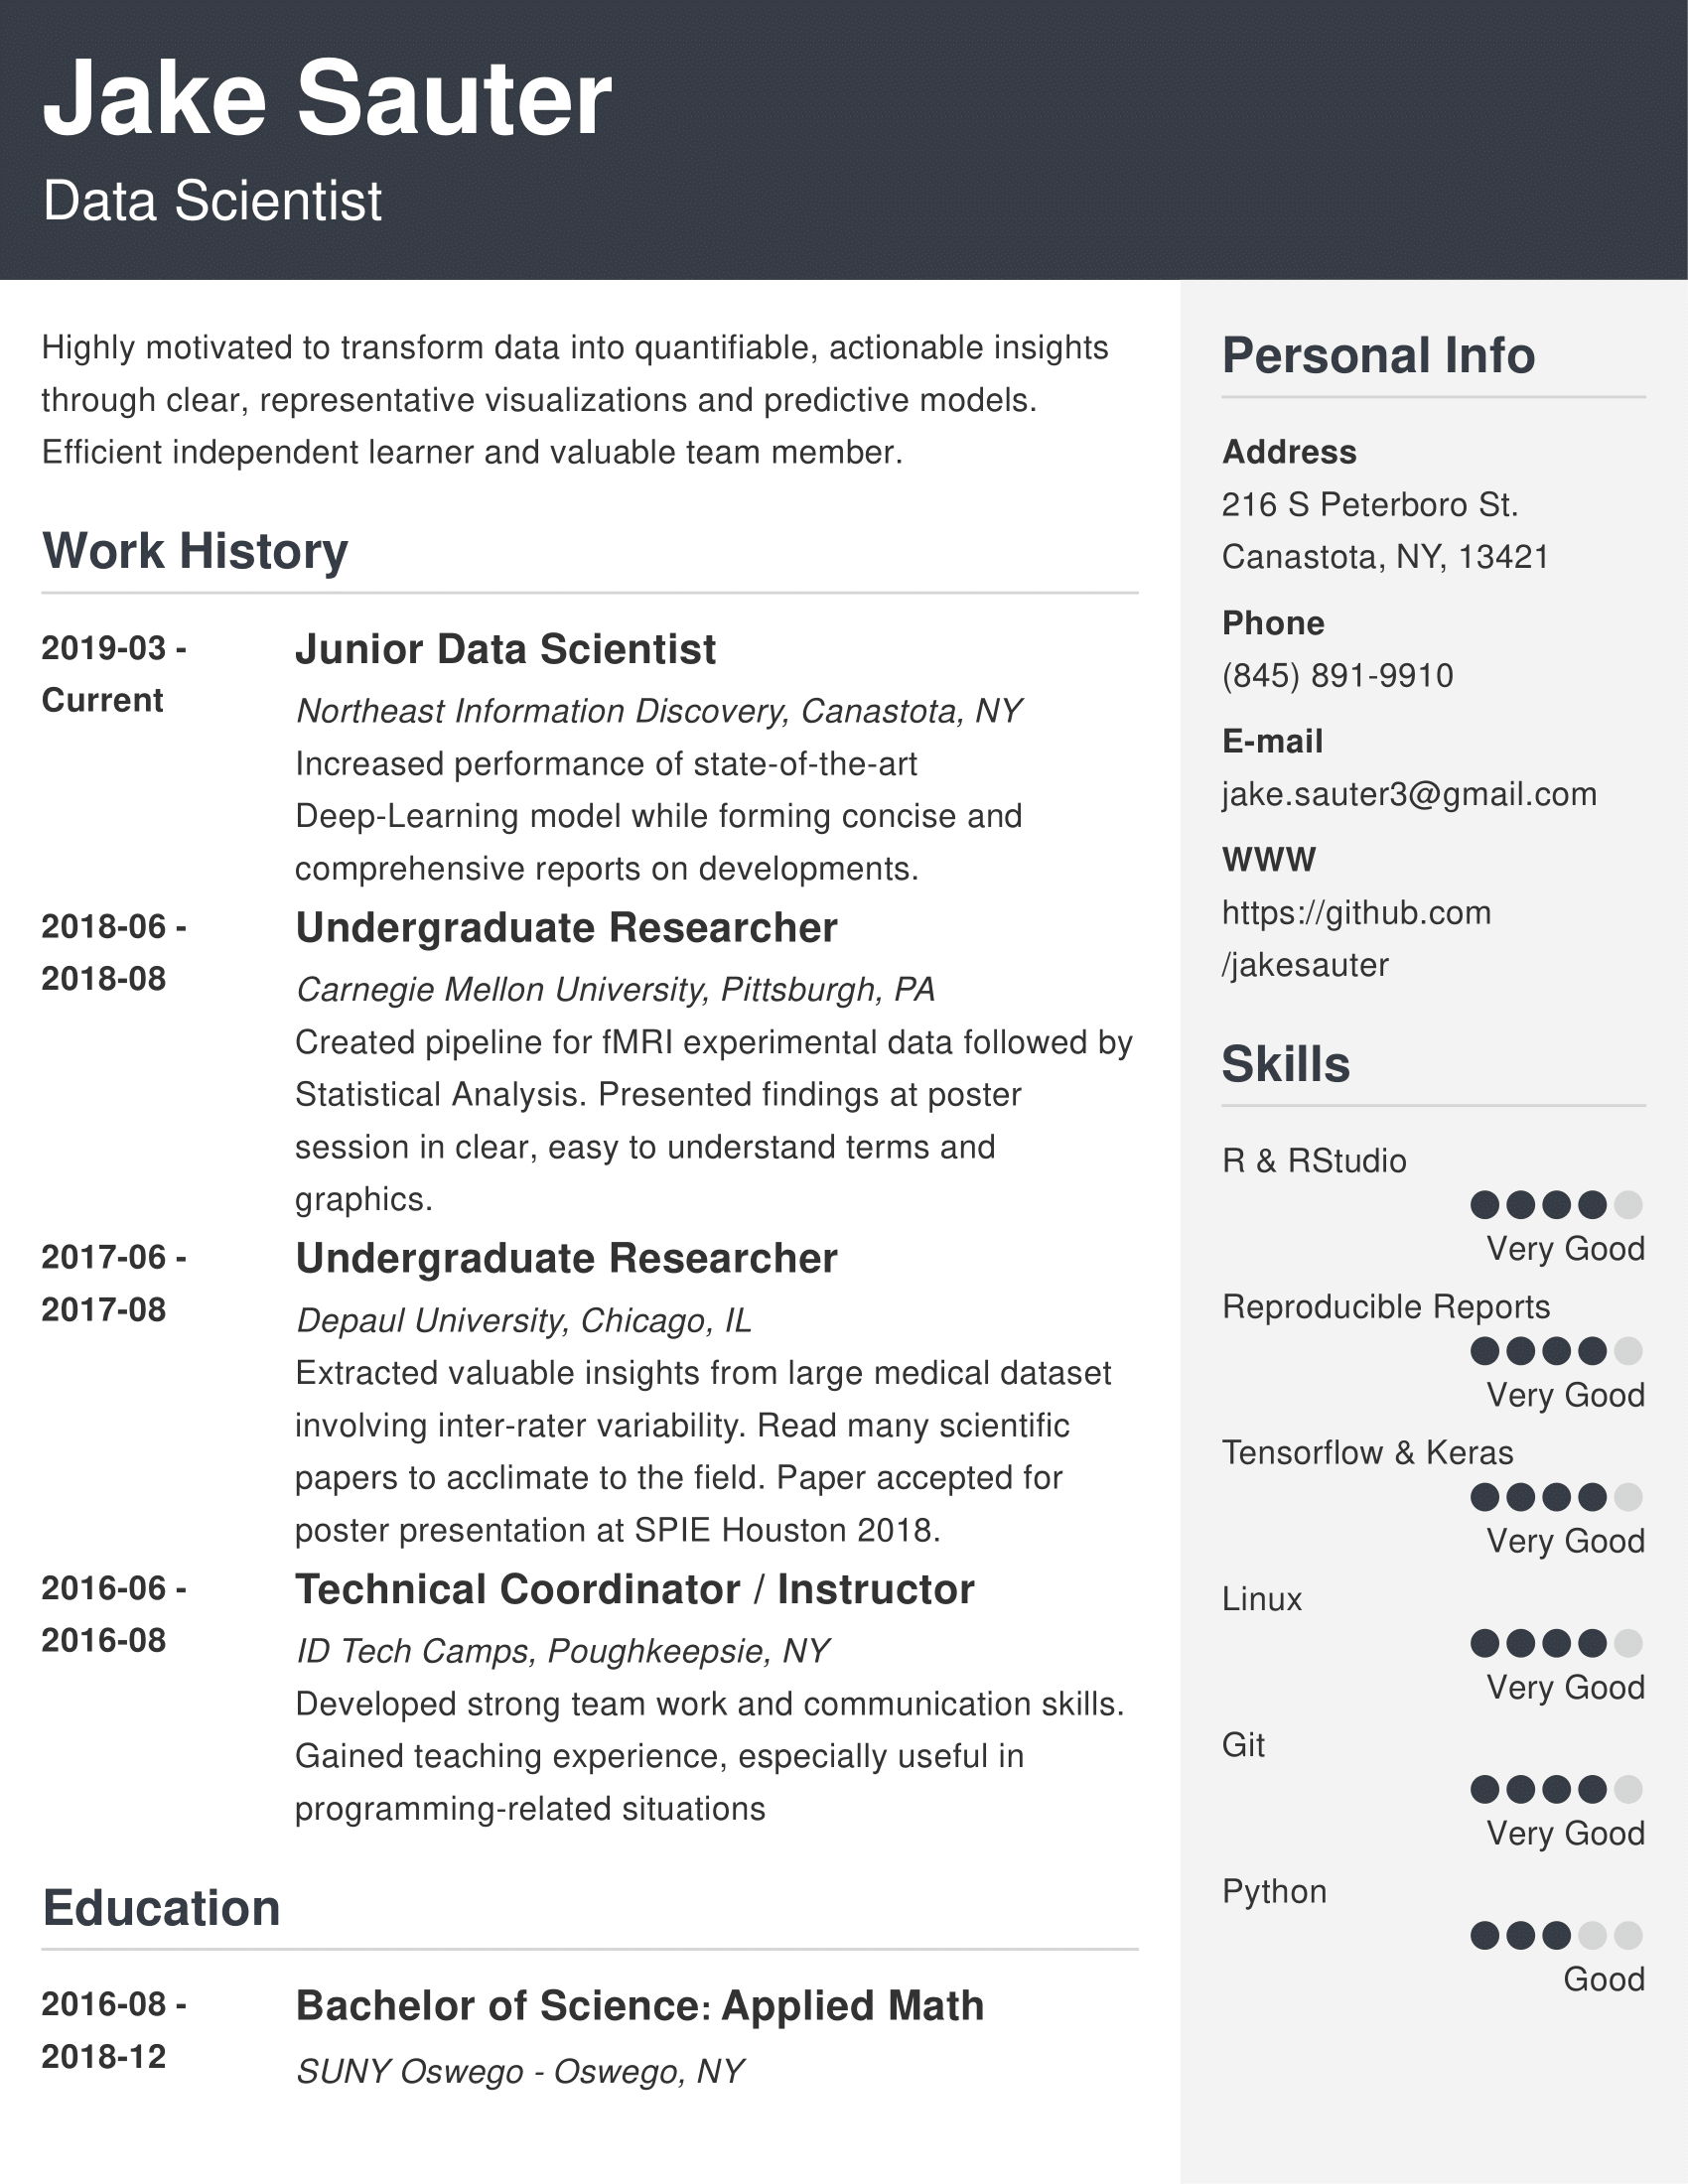 Jake Sauter
Data Scientist
Highly motivated to transform data into quantifiable, actionable insights
through clear, representative visualizations and predictive models.
Efficient independent learner and valuable team member.
Work History
2019-03 -
Current
Junior Data Scientist
Northeast Information Discovery, Canastota, NY
Increased performance of state-of-the-art
Deep-Learning model while forming concise and
comprehensive reports on developments.
2018-06 -
2018-08
Undergraduate Researcher
Carnegie Mellon University, Pittsburgh, PA
Created pipeline for fMRI experimental data followed by
Statistical Analysis. Presented findings at poster
session in clear, easy to understand terms and
graphics.
2017-06 -
2017-08
Undergraduate Researcher
Depaul University, Chicago, IL
Extracted valuable insights from large medical dataset
involving inter-rater variability. Read many scientific
papers to acclimate to the field. Paper accepted for
poster presentation at SPIE Houston 2018.
2016-06 -
2016-08
Technical Coordinator / Instructor
ID Tech Camps, Poughkeepsie, NY
Developed strong team work and communication skills.
Gained teaching experience, especially useful in
programming-related situations
Education
2016-08 -
2018-12
Bachelor of Science: Applied Math
SUNY Oswego - Oswego, NY
Personal Info
Address
216 S Peterboro St.
Canastota, NY, 13421
Phone
(845) 891-9910
E-mail
jake.sauter3@gmail.com
WWW
https://github.com
/jakesauter
Skills
R & RStudio
Very Good
Reproducible Reports
Very Good
Tensorflow & Keras
Very Good
Linux
Very Good
Git
Very Good
Python
Good